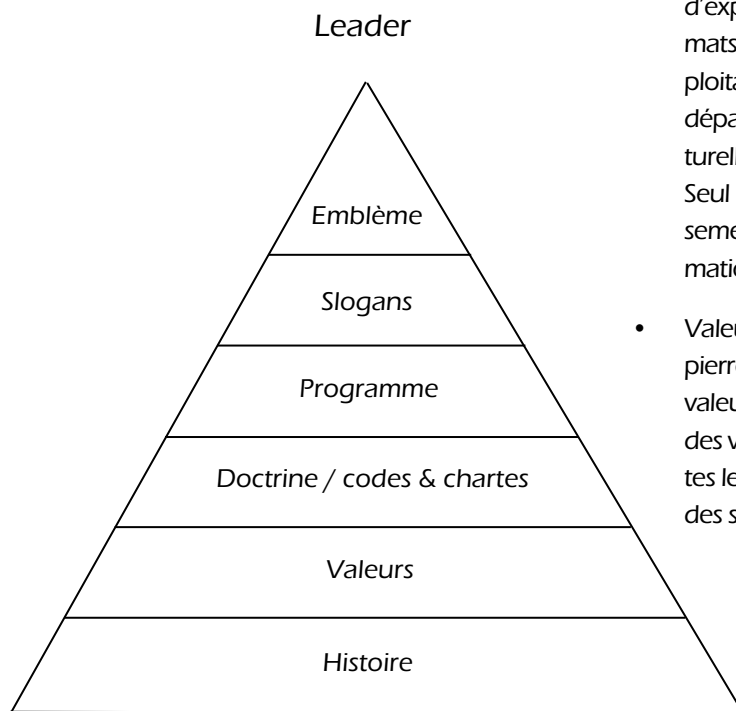 Leader
Emblème
Slogans
Programme
Doctrine / codes & chartes
Valeurs
Histoire
d'exp
mats
ploita
dépa
turel
Seul
seme
matic
• Valeu
pierr
valeu
des v
tes le
des s